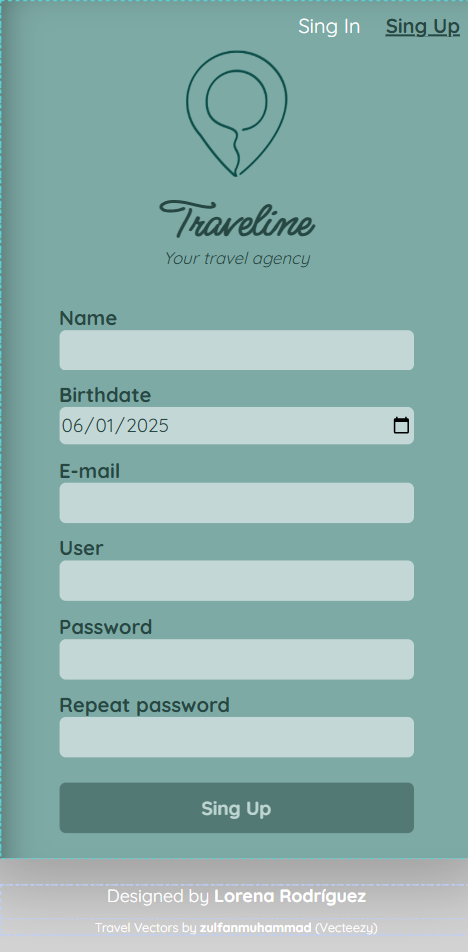 Sing In Sing Up
Traveline
Your travel agency
Name
Birthdate
06/01/2025
E-mail
User
Password
Repeat password
Sing Up
Designed by Lorena Rodríguez
Travel Vectors by zulfanmuhammad (Vecteezy)